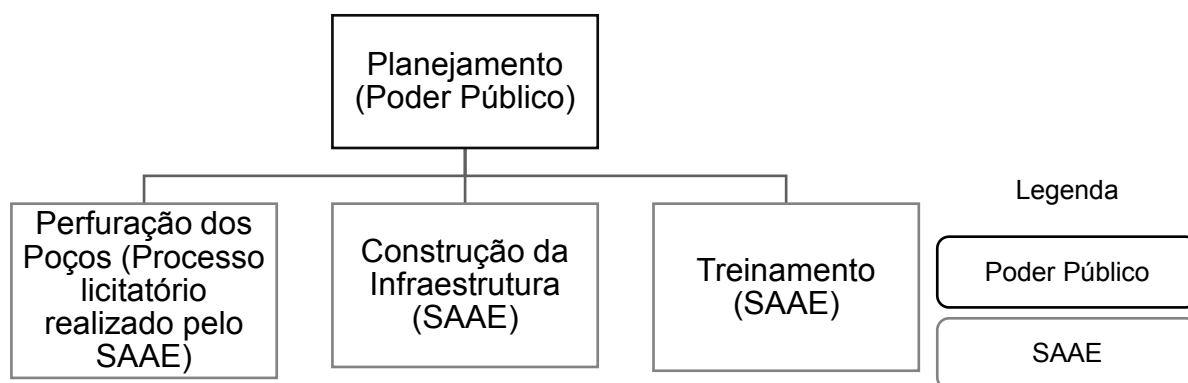 Planejamento
(Poder Público)
Perfuração dos
Poços (Processo
licitatório
realizado pelo
SAAE)
Construção da
Infraestrutura
(SAAE)
Treinamento
(SAAE)
Legenda
Poder Público
SAAE